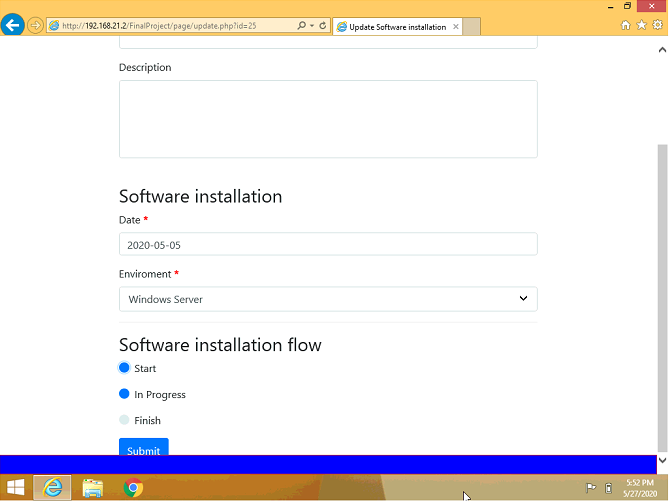 http://192.168.21.2/FinalProject/page/update.php?id=25
Update Software installation
Description
Software installation
Date *
2020-05-05
Enviroment *
Windows Server
Software installation flow
Start
In Progress
Finish
Submit
5:52 PM
5/27/2020